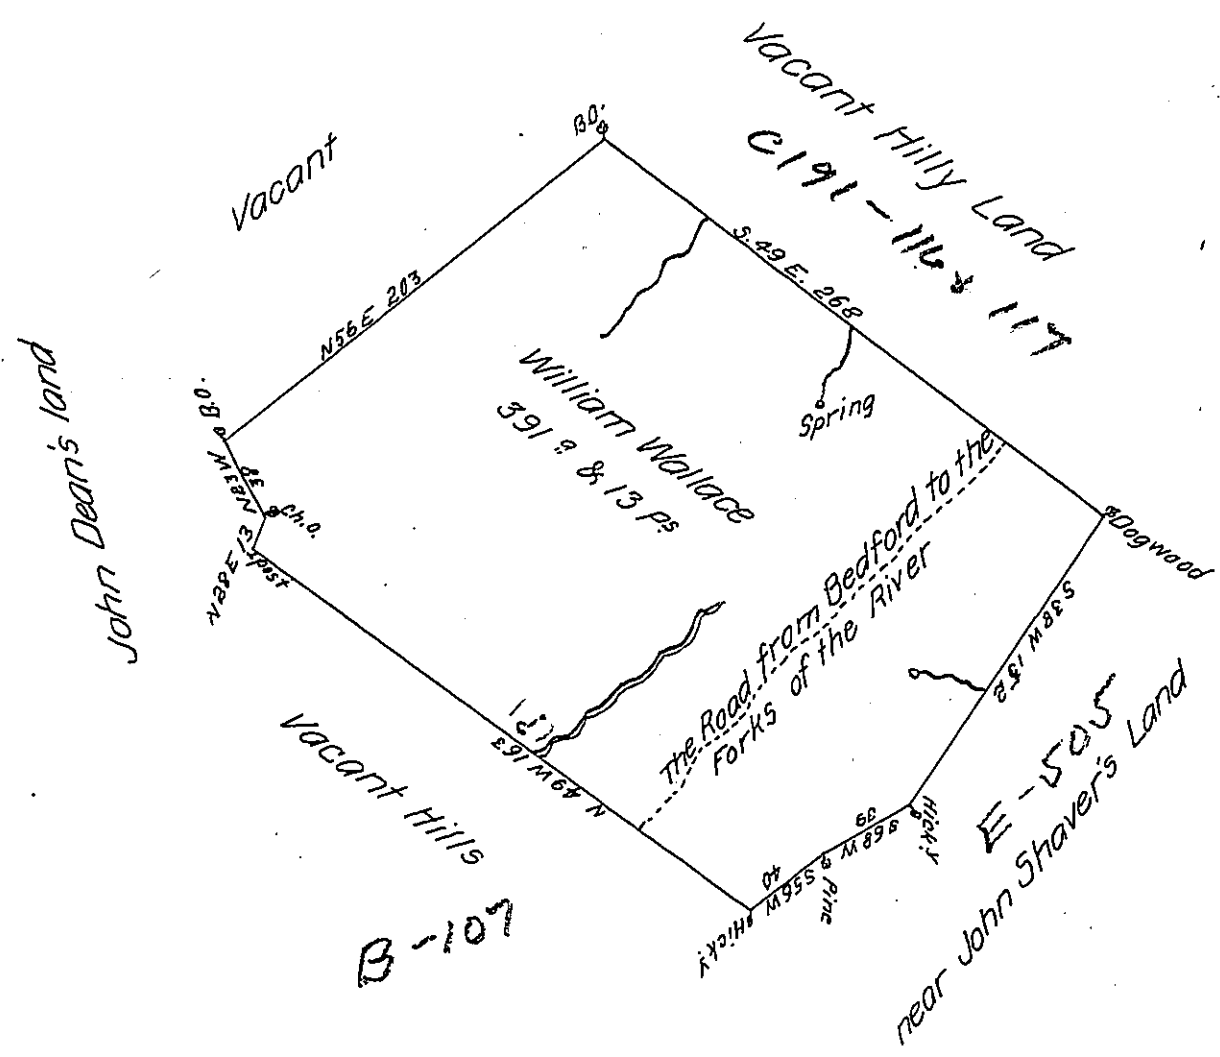 Vacant
B.O.
Vacant Hilly Land
C191-116 & 117
S. 49 E. 268
N56E 203
William Wallace
391 a & 13 ps
Spring
John Dean's land
B.O.
N23W
38
Ch.o.
N28E 13
post
Dogwood
The Road from Bedford to the
Forks of the River
S38W 152
Vacant Hills
N 49W 163
Hick.y
S68W
39
Pine
S56W
40
Hick.y
E-505
near John Shaver's Land
B-107